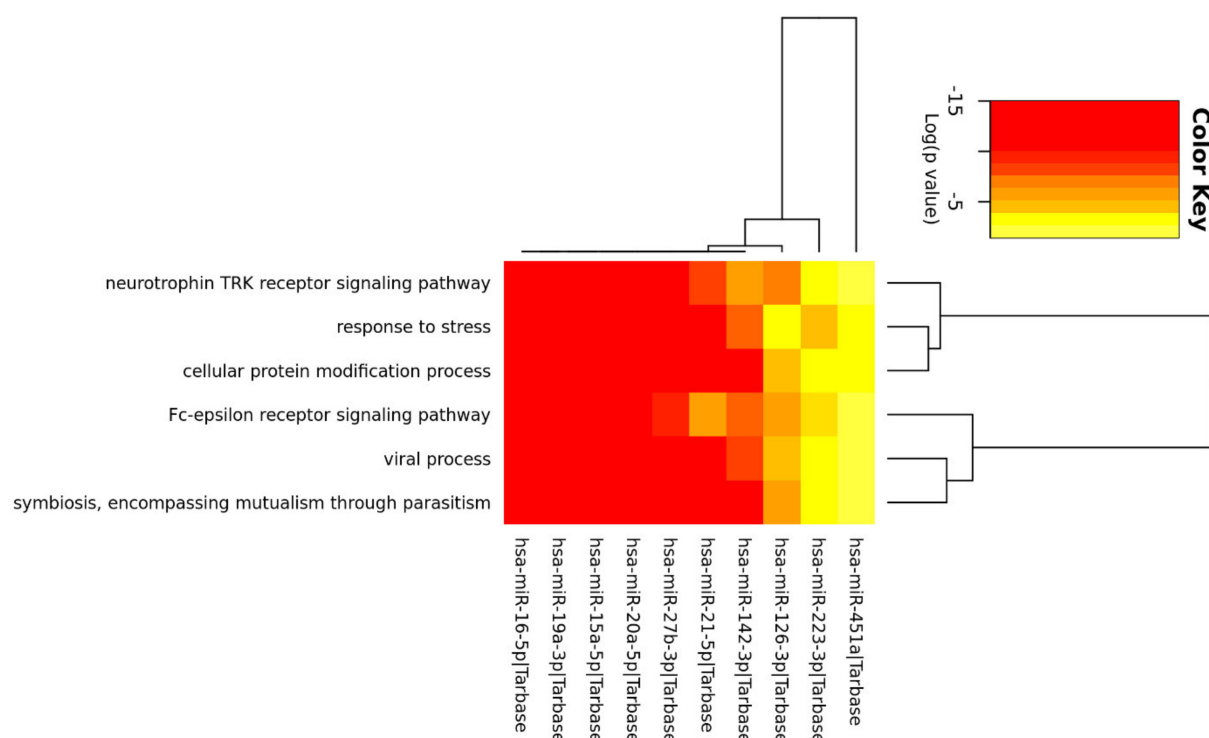 Color Key
-15
-5
Log(p value)
neurotrophin TRK receptor signaling pathway
response to stress
cellular protein modification process
Fc-epsilon receptor signaling pathway
viral process
symbiosis, encompassing mutualism through parasitism
hsa-miR-16-5p|Tarbase
hsa-miR-19a-3p|Tarbase
hsa-miR-15a-5p|Tarbase
hsa-miR-20a-5p|Tarbase
hsa-miR-27b-3p|Tarbase
hsa-miR-21-5p|Tarbase
hsa-miR-142-3p|Tarbase
hsa-miR-126-3p|Tarbase
hsa-miR-223-3p|Tarbase
hsa-miR-451a|Tarbase